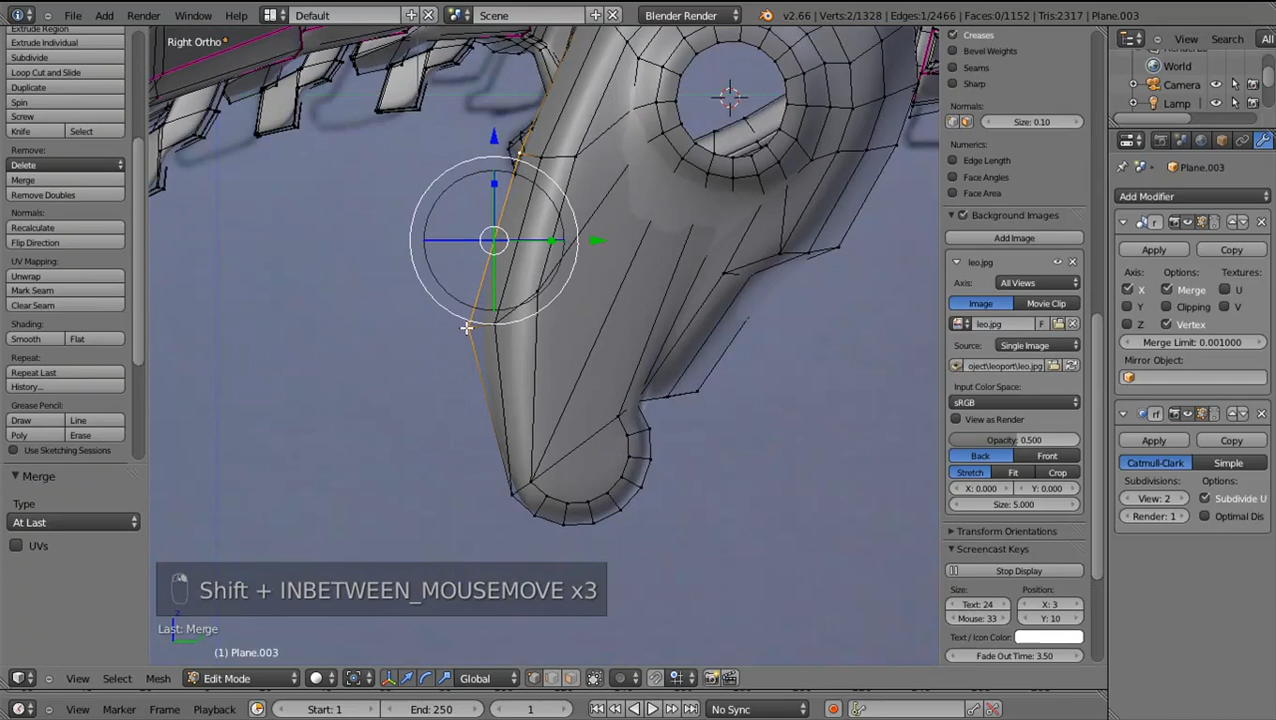 File Add Render Window Help
Default
Scene
Blender Render
v2.66 | Verts:2/1328 | Edges:1/2466 | Faces:0/1152 | Tris:2317 | Plane.003
Extrude Region
Extrude Individual
Subdivide
Loop Cut and Slide
Duplicate
Spin
Screw
Knife Select
Remove:
Delete
Merge
Remove Doubles
Normals:
Recalculate
Flip Direction
UV Mapping:
Unwrap
Mark Seam
Clear Seam
Shading:
Smooth Flat
Repeat:
Repeat Last
History...
Grease Pencil:
Draw Line
Poly Erase
Use Sketching Sessions
Merge
Type
At Last
UVs
Right Ortho
Shift + INBETWEEN_MOUSEMOVE x3
z
Last: Merge
(1) Plane.003
Creases
Bevel Weights
Seams
Sharp
Normals:
Size: 0.10
Numerics:
Edge Length
Face Angles
Face Area
Background Images
Add Image
leo.jpg
Axis: All Views
Image Movie Clip
leo.jpg F
Source: Single Image
oject\leoport\leo.jpg
Input Color Space:
sRGB
View as Render
Opacity: 0.500
Back Front
Stretch Fit Crop
X: 0.000 Y: 0.000
Size: 5.000
Transform Orientations
Screencast Keys
Stop Display
Size: Position:
Text: 24 X: 3
Mouse: 33 Y: 10
Text / Icon Color:
Fade Out Time: 3.50
View Search All
World
Camera
Lamp
Plane.003
Add Modifier
Apply Copy
Axis: Options: Textures:
X Merge U
Y Clipping V
Z Vertex
Merge Limit: 0.001000
Mirror Object:
rf
Apply Copy
Catmull-Clark Simple
Subdivisions: Options:
View: 2 Subdivide U
Render: 1 Optimal Dis
View Select Mesh Edit Mode Global
View Marker Frame Playback Start: 1 End: 250 1 No Sync